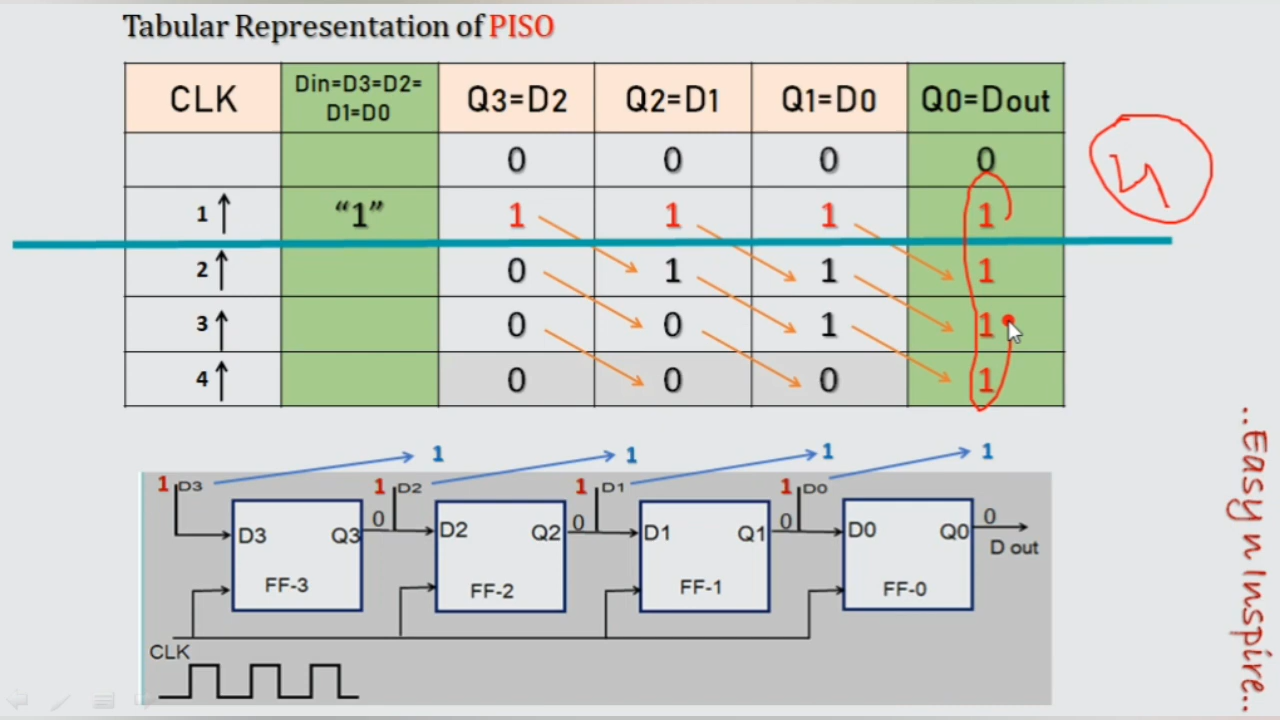 Tabular Representation of PISO
CLK Din=D3=D2=D1=D0 Q3=D2 Q2=D1 Q1=D0 Q0=Dout
0 0 0 0
1↑ “1” 1 1 1 1
2↑ 0 1 1 1
3↑ 0 0 1 1
4↑ 0 0 0 1
4
1 1 1 1
1 D3 1 D2 1 D1 1 D0
0 0 0 0
D3 Q3 D2 Q2 D1 Q1 D0 Q0
D out
FF-3 FF-2 FF-1 FF-0
CLK
..Easy n Inspire..